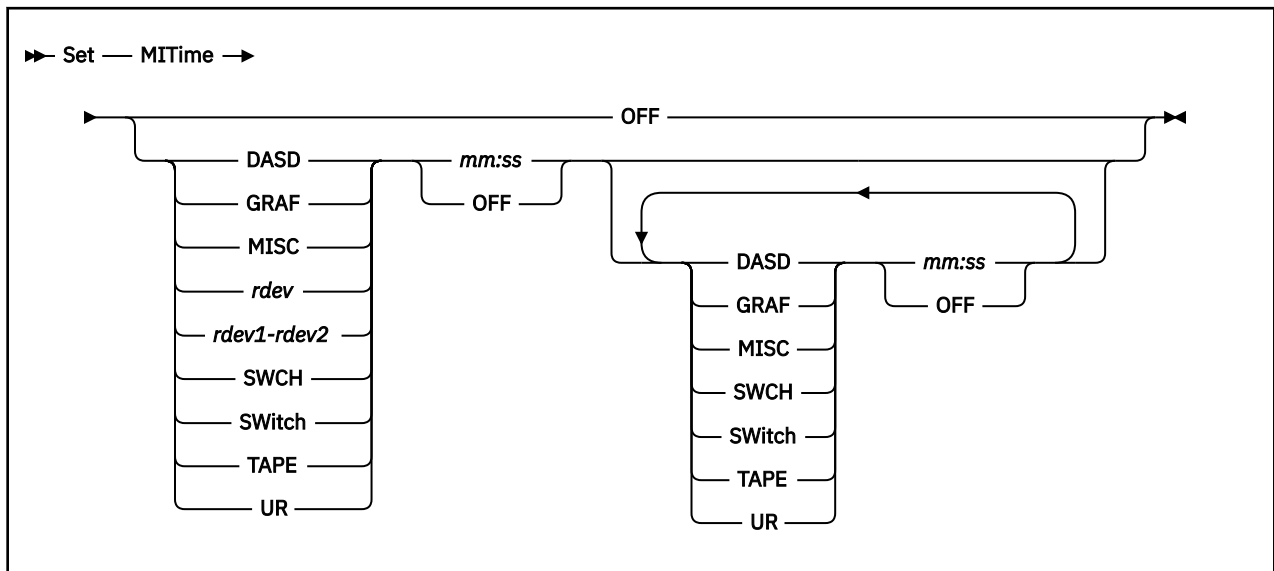 Set MITime
OFF
DASD mm:ss
GRAF OFF
MISC
rdev
rdev1-rdev2
SWCH
SWitch
TAPE
UR
DASD mm:ss
GRAF OFF
MISC
SWCH
SWitch
TAPE
UR